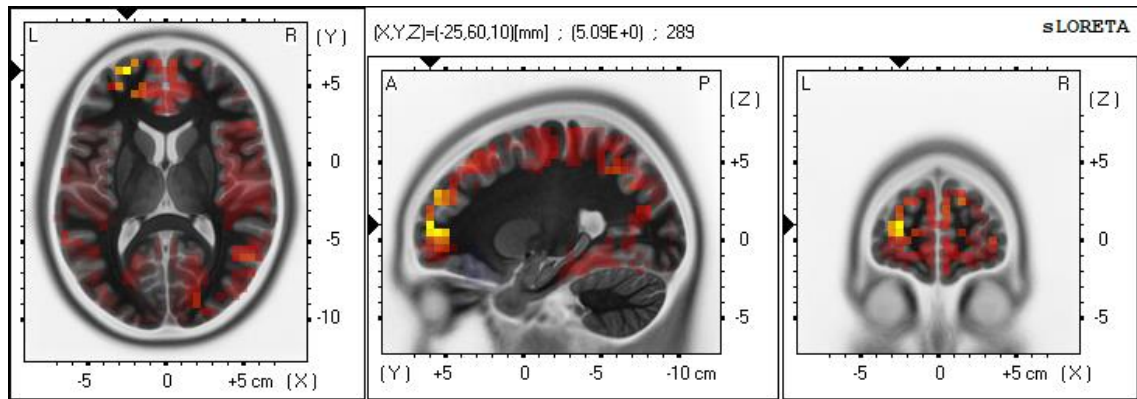 (X,Y,Z)=(-25,60,10)[mm] ; (5.09E+0) ; 289
sLORETA
L R (Y)
+5
0
-5
-10
-5 0 +5 cm (X)
A P (Z)
+5
0
-5
(Y) +5 0 -5 -10 cm
L R (Z)
+5
0
-5
-5 0 +5 cm (X)